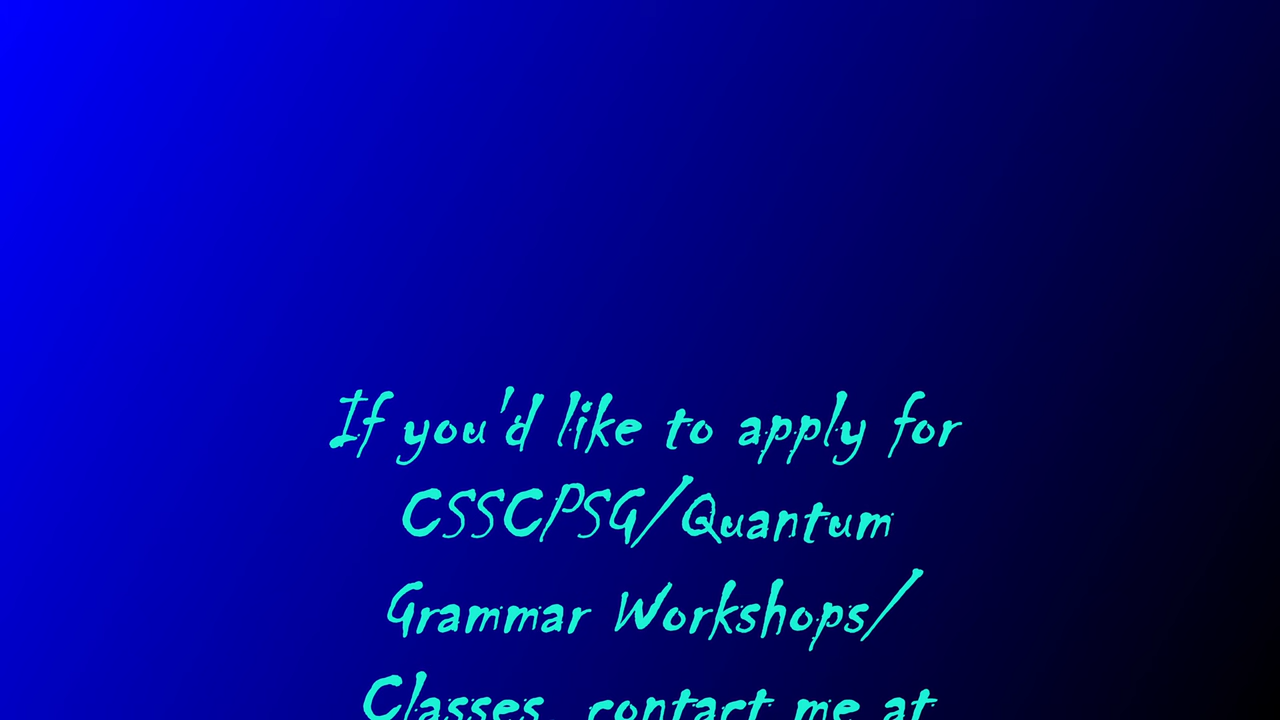 If you'd like to apply for
CSSCPSG/Quantum
Grammar Workshops/
Classes, contact me at